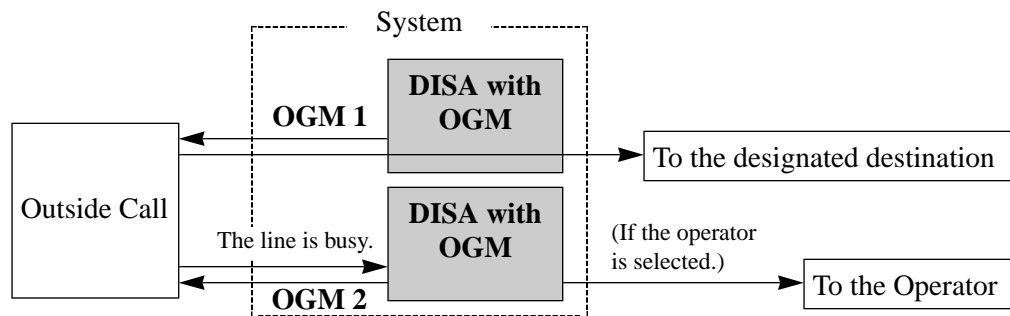 System
DISA with
OGM
OGM 1
To the designated destination
Outside Call
DISA with
OGM
The line is busy.
(If the operator
is selected.)
OGM 2
To the Operator